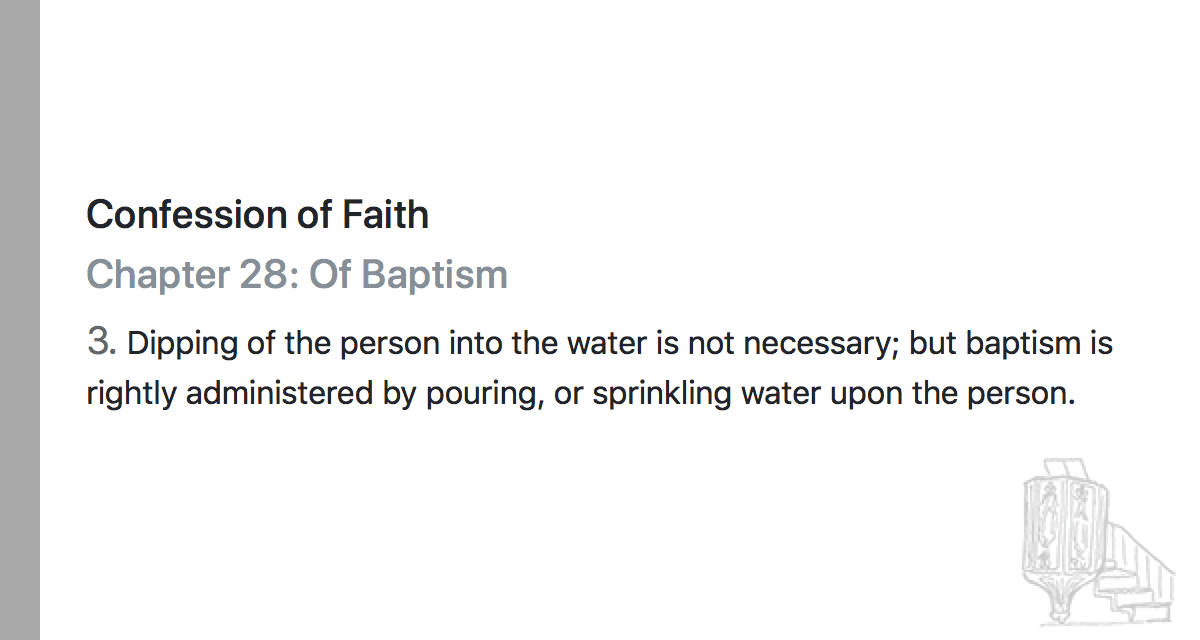 Confession of Faith
Chapter 28: Of Baptism
3. Dipping of the person into the water is not necessary; but baptism is
rightly administered by pouring, or sprinkling water upon the person.